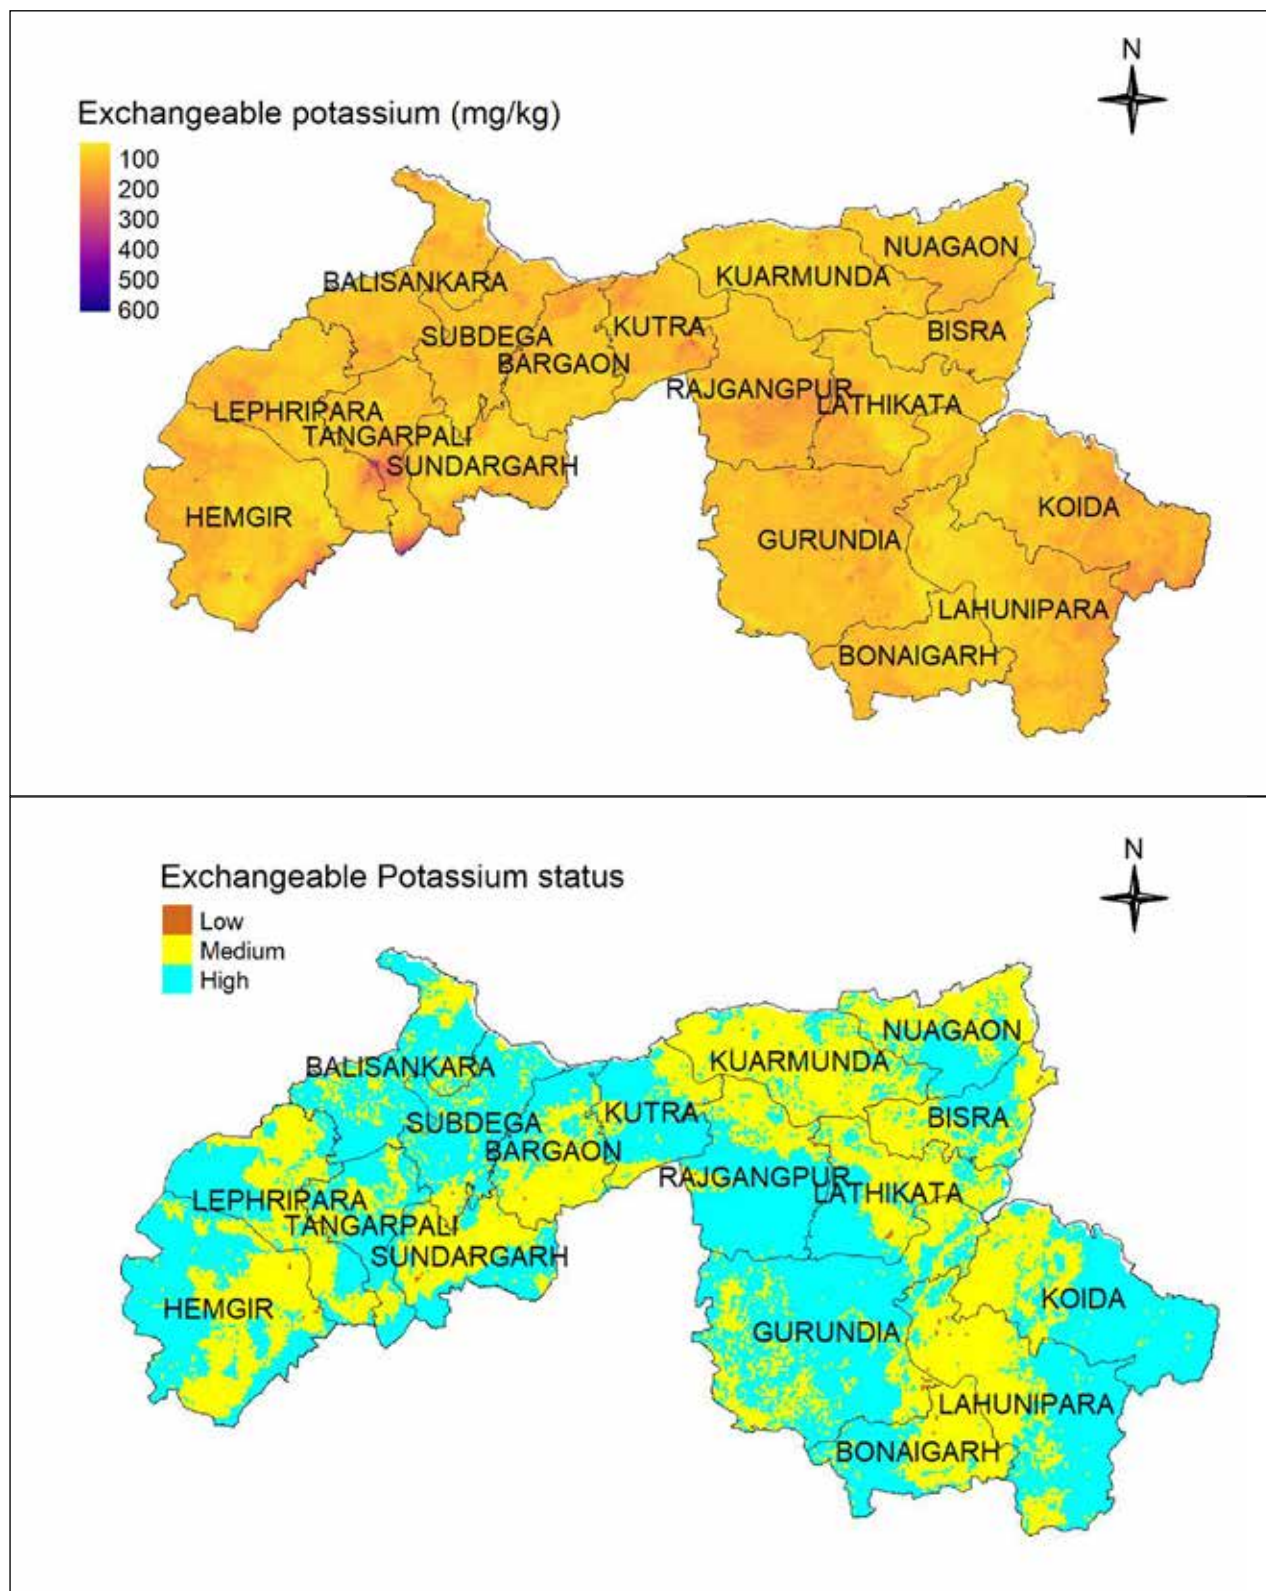 N
Exchangeable potassium (mg/kg)
100
200
300
400
500
600
NUAGAON
KUARMUNDA
BALISANKARA
KUTRA
BISRA
SUBDEGA
BARGAON
RAJGANGPUR
LATHIKATA
LEPHRIPARA
TANGARPALI
SUNDARGARH
KOIDA
HEMGIR
GURUNDIA
LAHUNIPARA
BONAIGARH
N
Exchangeable Potassium status
Low
Medium
High
NUAGAON
KUARMUNDA
BALISANKARA
KUTRA
BISRA
SUBDEGA
BARGAON
RAJGANGPUR
LATHIKATA
LEPHRIPARA
TANGARPALI
SUNDARGARH
KOIDA
HEMGIR
GURUNDIA
LAHUNIPARA
BONAIGARH